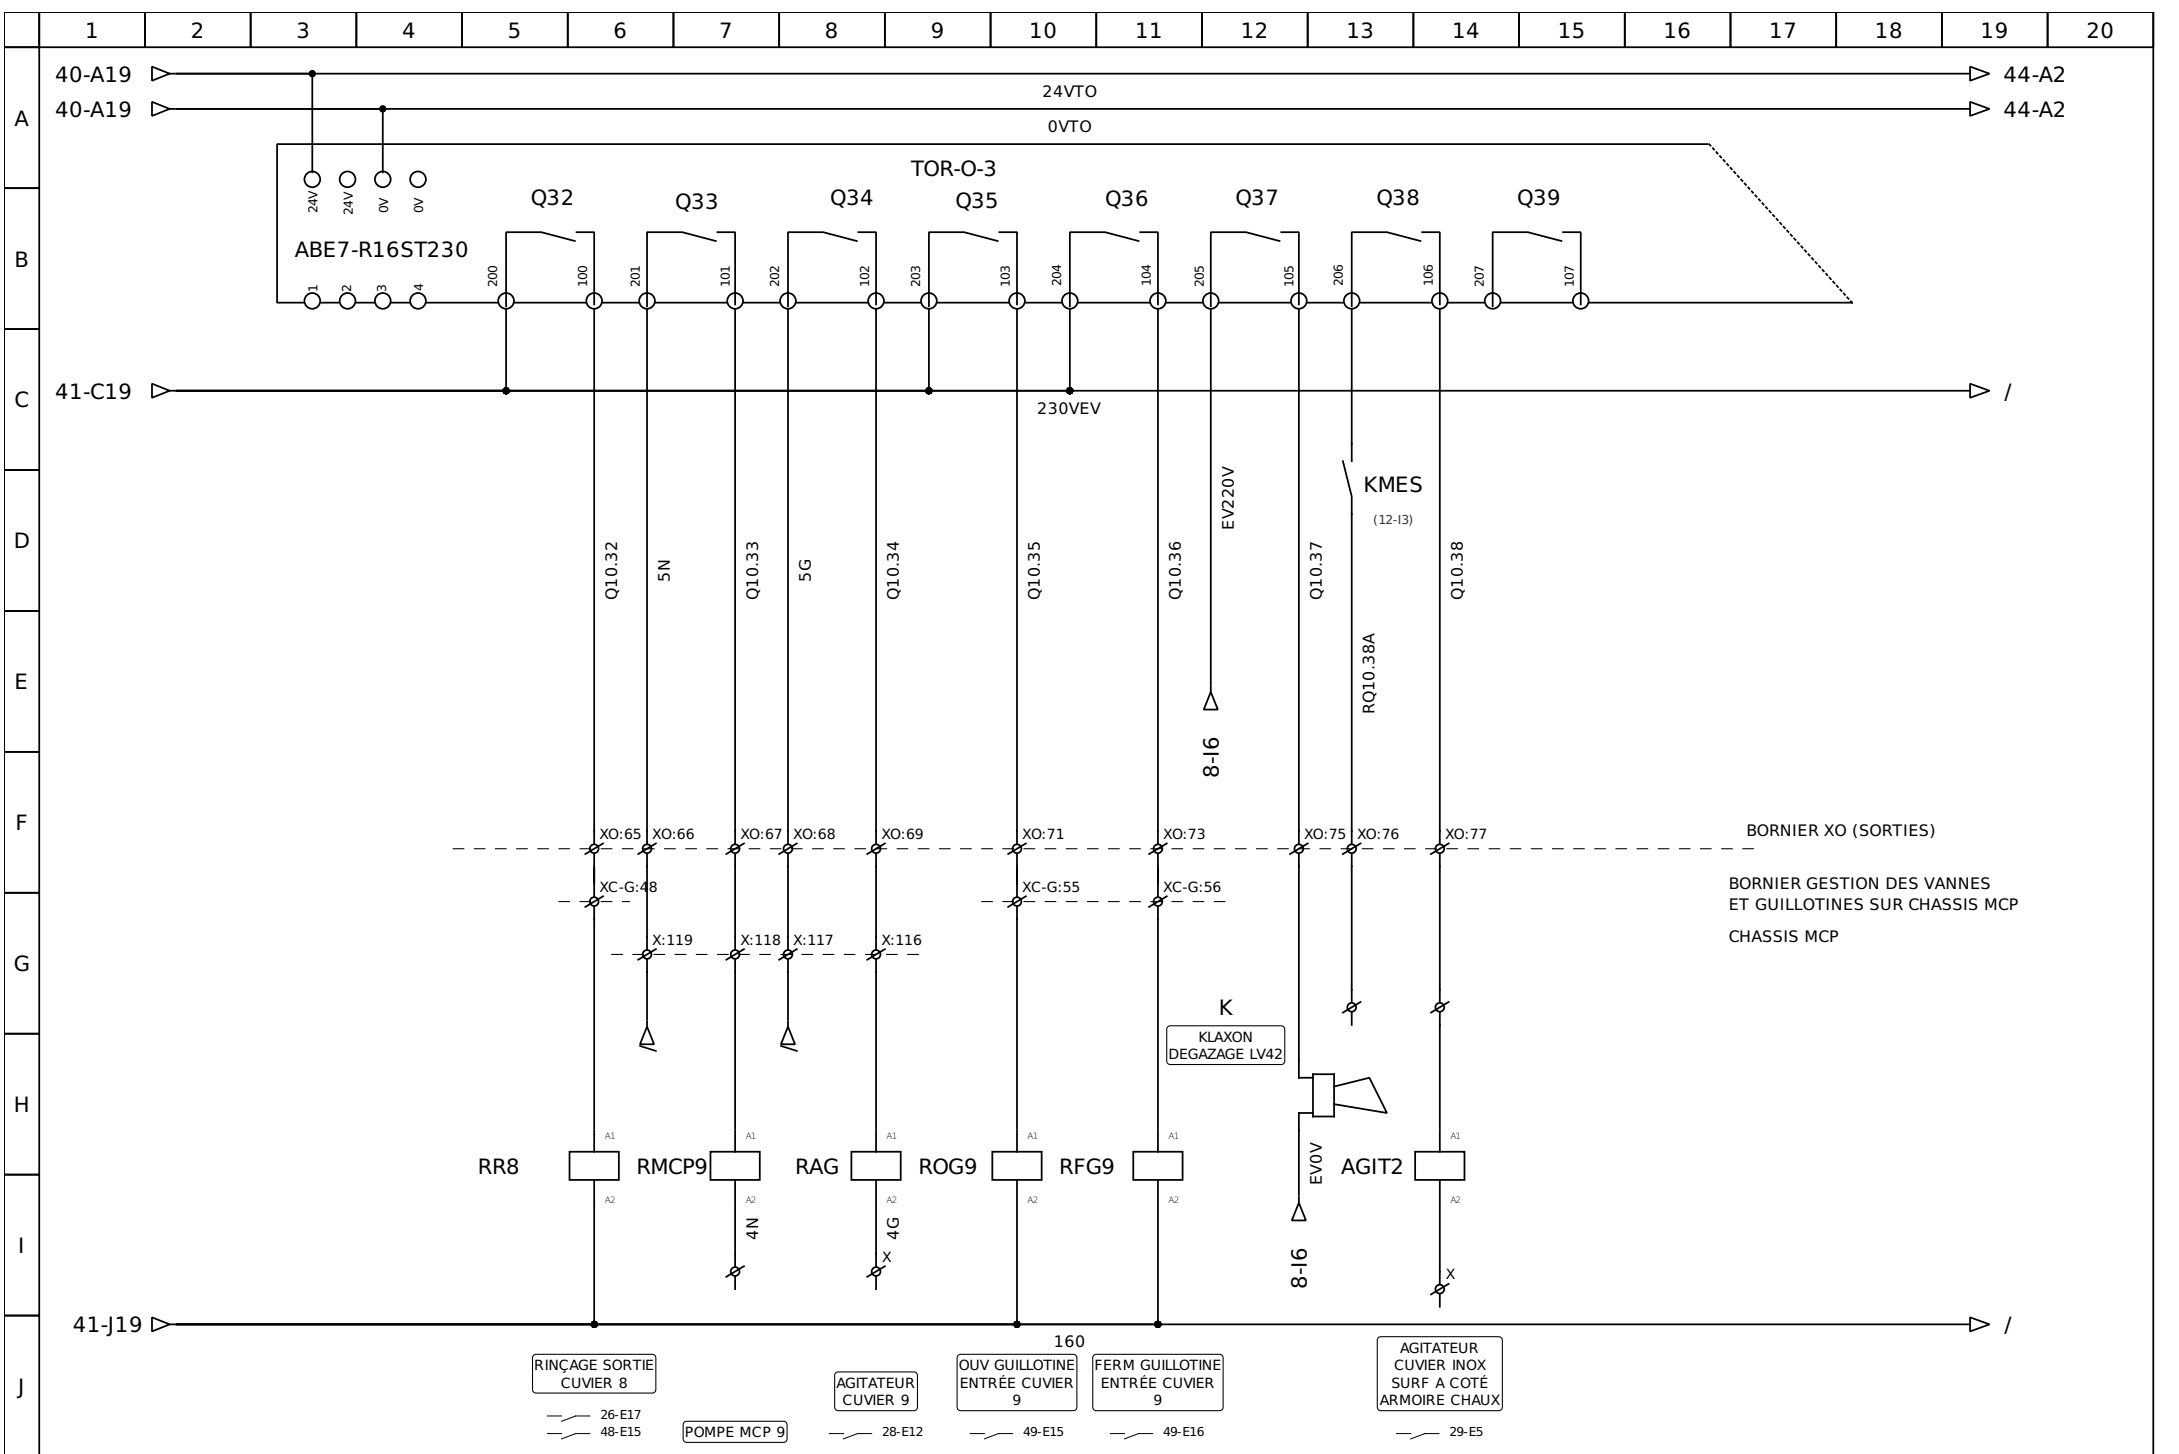 1 2 3 4 5 6 7 8 9 10 11 12 13 14 15 16 17 18 19 20
A
B
C
D
E
F
G
H
I
J
40-A19 44-A2
24VTO
40-A19 44-A2
0VTO
TOR-O-3
24V 24V 0V 0V
Q32 Q33 Q34 Q35 Q36 Q37 Q38 Q39
ABE7-R16ST230
1 2 3 4
200 100 201 101 202 102 203 103 204 104 205 105 206 106 207 107
41-C19 /
230VEV
KMES
(12-I3)
EV220V
Q10.32 5N Q10.33 5G Q10.34 Q10.35 Q10.36 Q10.37 Q10.38
RQ10.38A
8-I6
XO:65 XO:66 XO:67 XO:68 XO:69 XO:71 XO:73 XO:75 XO:76 XO:77
BORNIER XO (SORTIES)
XC-G:48 XC-G:55 XC-G:56
BORNIER GESTION DES VANNES
ET GUILLOTINES SUR CHASSIS MCP
X:119 X:118 X:117 X:116
CHASSIS MCP
K
KLAXON
DEGAZAGE LV42
A1 A1 A1 A1 A1 A1
RR8 RMCP9 RAG ROG9 RFG9 AGIT2
EV0V
A2 A2 A2 A2 A2 A2
4N 4G
X
8-I6
X
41-J19 /
160
RINÇAGE SORTIE
CUVIER 8
26-E17
48-E15
POMPE MCP 9
AGITATEUR
CUVIER 9
28-E12
OUV GUILLOTINE
ENTRÉE CUVIER
9
49-E15
FERM GUILLOTINE
ENTRÉE CUVIER
9
49-E16
AGITATEUR
CUVIER INOX
SURF A COTÉ
ARMOIRE CHAUX
29-E5